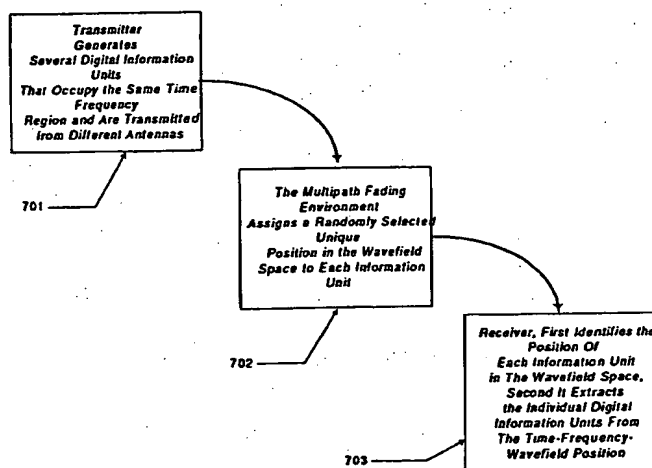 Transmitter
Generates
Several Digital Information
Units
That Occupy the Same Time
Frequency
Region and Are Transmitted
from Different Antennas
701
The Multipath Fading
Environment
Assigns a Randomly Selected
Unique
Position in the Wavefield
Space to Each Information
Unit
702
Receiver, First Identifies the
Position Of
Each Information Unit
in The Wavefield Space,
Second It Extracts
the Individual Digital
Information Units From
The Time-Frequency-
Wavefield Position
703